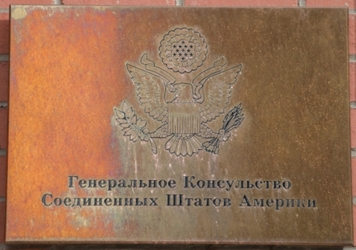 Генеральное Консульство
Соединенных Штатов Америки